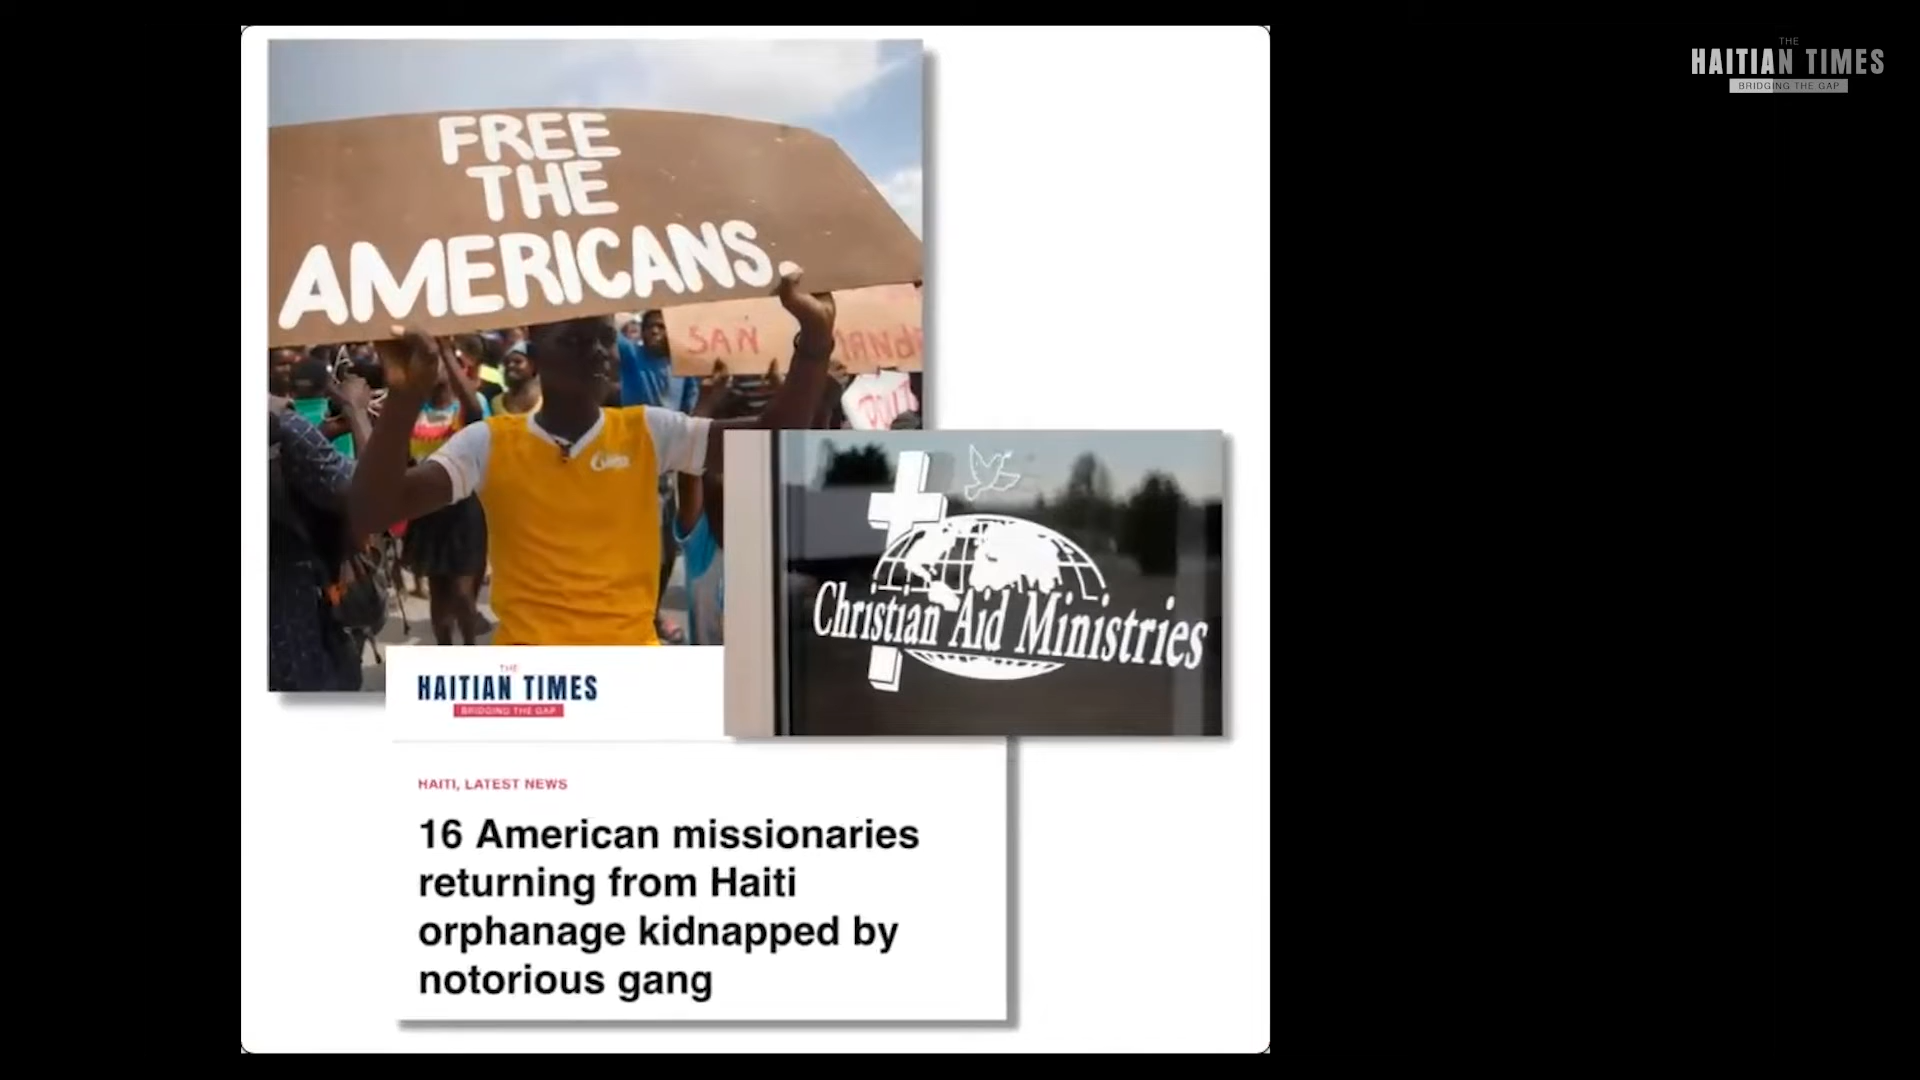 THE
HAITIAN TIMES
BRIDGING THE GAP
FREE
THE
AMERICANS.
SAN
Christian Aid Ministries
THE
HAITIAN TIMES
BRIDGING THE GAP
HAITI, LATEST NEWS
16 American missionaries
returning from Haiti
orphanage kidnapped by
notorious gang